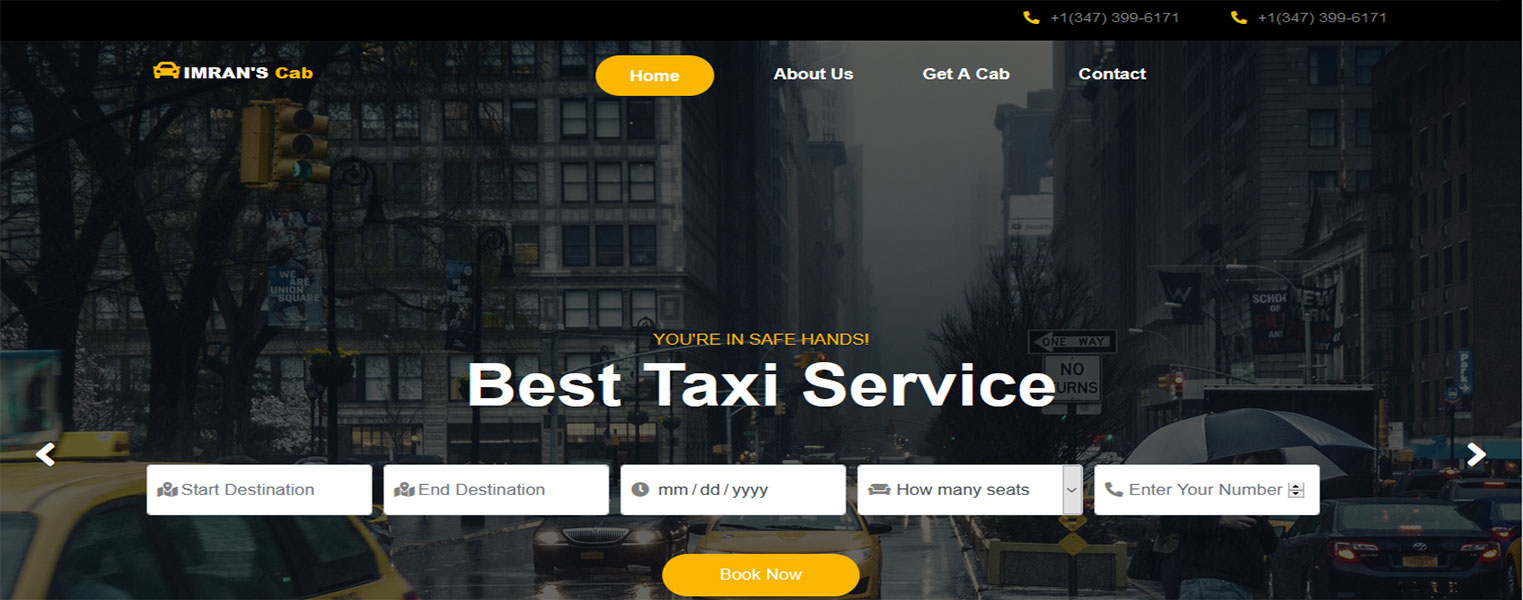 +1(347) 399-6171 +1(347) 399-6171
IMRAN'S Cab Home About Us Get A Cab Contact
WE
ARE
UNION
SQUARE
W
ONE WAY
NO
TURNS
YOU'RE IN SAFE HANDS!
Best Taxi Service
Start Destination End Destination mm / dd / yyyy How many seats Enter Your Number
Book Now